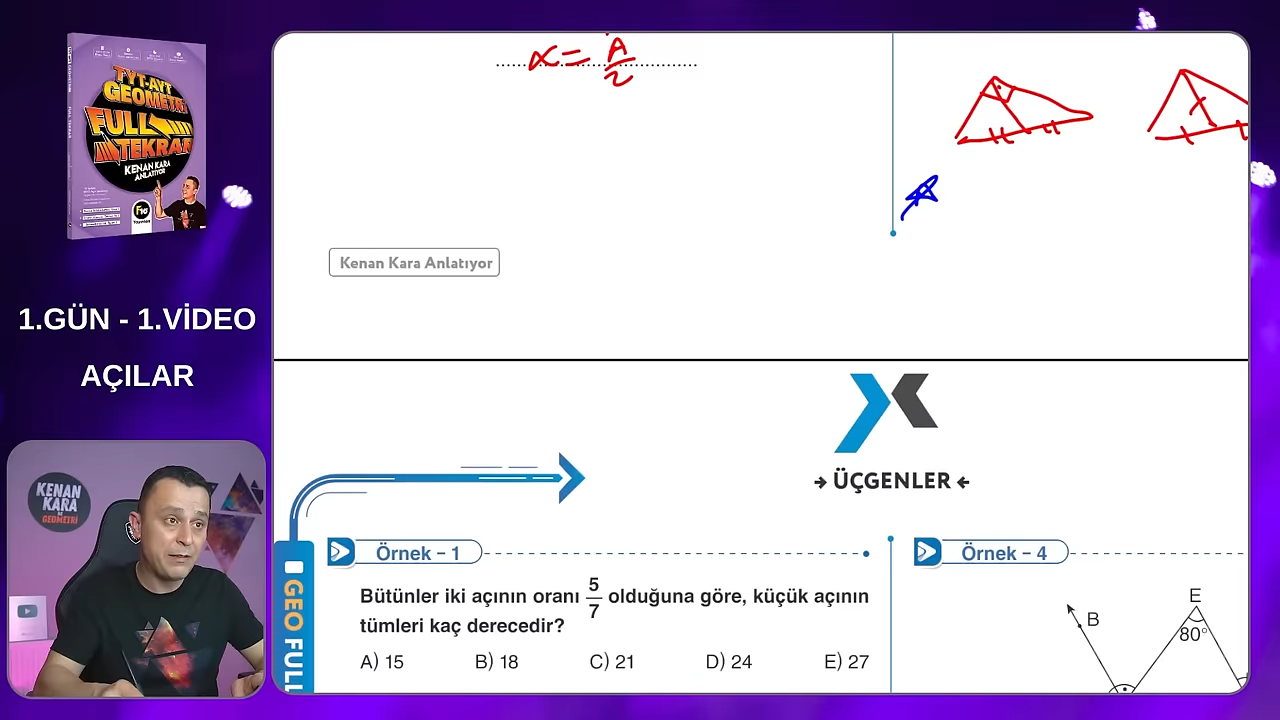 TYT-AYT
GEOMETRİ
FULL
TEKRAR
KENAN KARA
ANLATIYOR
1.GÜN - 1.VİDEO
AÇILAR
KENAN
KARA
GEOMETRİ
α = A/2
Kenan Kara Anlatıyor
→ ÜÇGENLER ←
GEO FULL
Örnek – 1
Bütünler iki açının oranı 5/7 olduğuna göre, küçük açının
tümleri kaç derecedir?
A) 15 B) 18 C) 21 D) 24 E) 27
Örnek – 4
E
80°
B